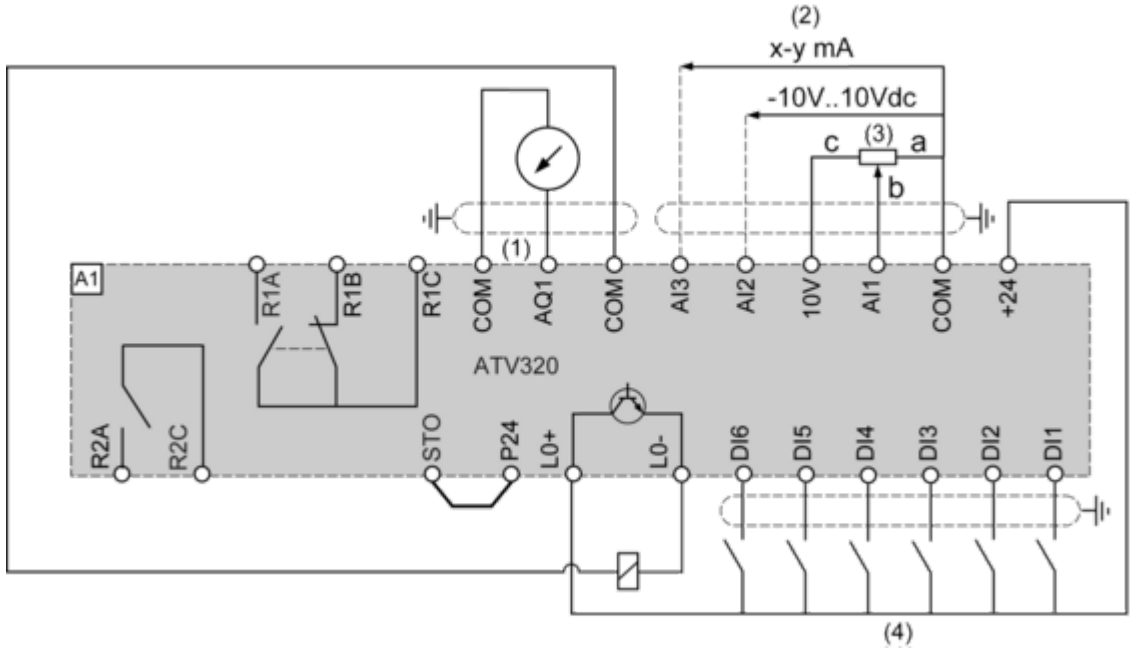 (2)
x-y mA
-10V..10Vdc
c (3) a
b
(1)
A1
R1A R1B R1C COM AQ1 COM AI3 AI2 10V AI1 COM +24
ATV320
R2A R2C STO P24 L0+ L0- DI6 DI5 DI4 DI3 DI2 DI1
(4)